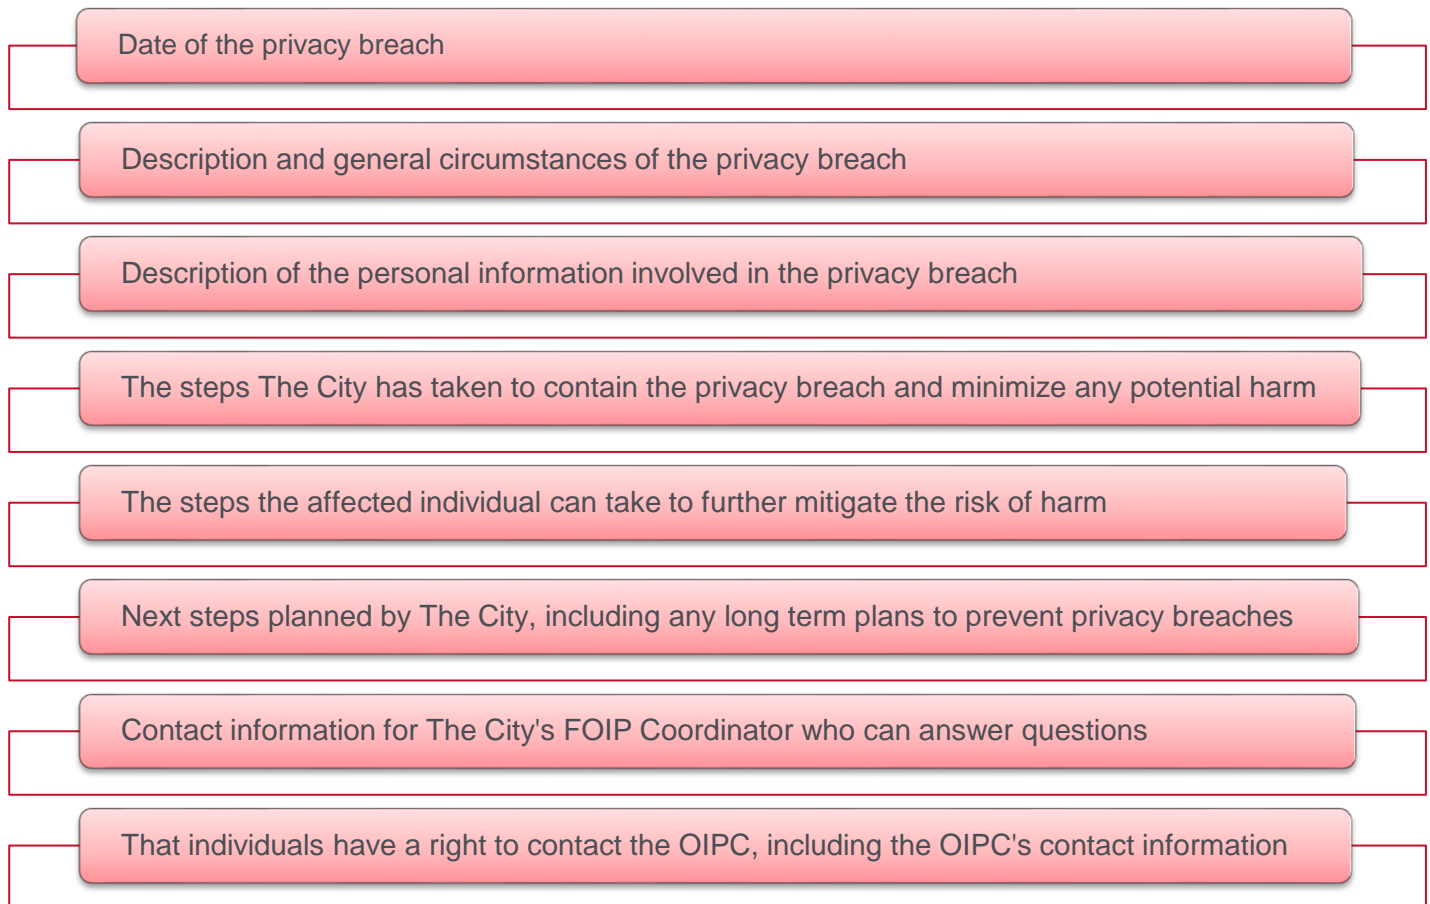 Date of the privacy breach
Description and general circumstances of the privacy breach
Description of the personal information involved in the privacy breach
The steps The City has taken to contain the privacy breach and minimize any potential harm
The steps the affected individual can take to further mitigate the risk of harm
Next steps planned by The City, including any long term plans to prevent privacy breaches
Contact information for The City's FOIP Coordinator who can answer questions
That individuals have a right to contact the OIPC, including the OIPC's contact information